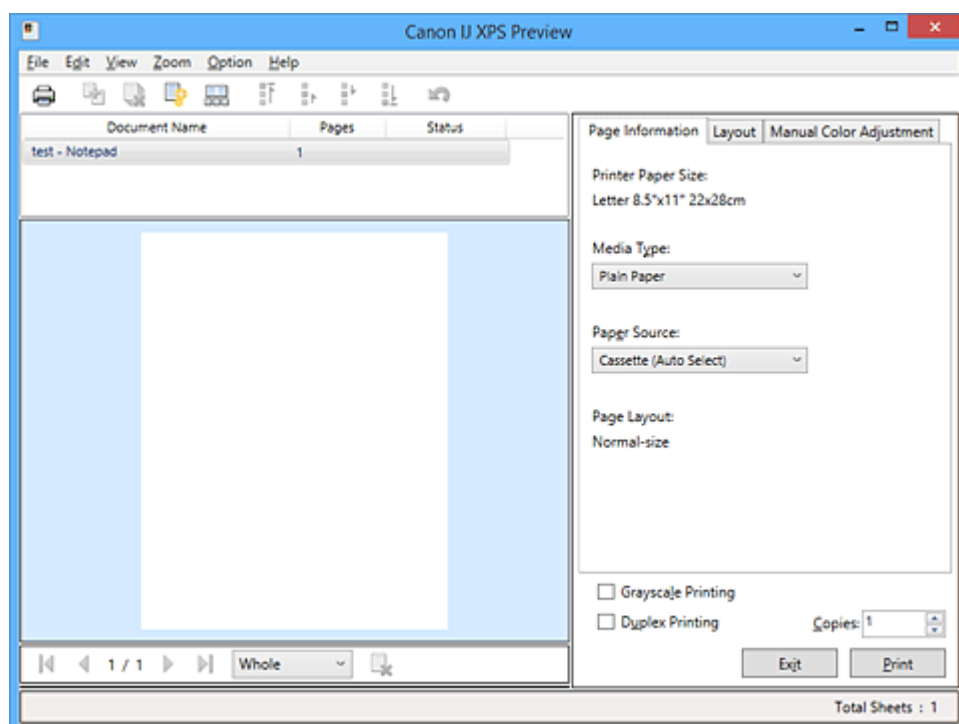 Canon IJ XPS Preview
File Edit View Zoom Option Help
Document Name Pages Status
test - Notepad 1
Page Information Layout Manual Color Adjustment
Printer Paper Size:
Letter 8.5"x11" 22x28cm
Media Type:
Plain Paper
Paper Source:
Cassette (Auto Select)
Page Layout:
Normal-size
Grayscale Printing
Duplex Printing
Copies: 1
1 / 1 Whole
Exit Print
Total Sheets : 1